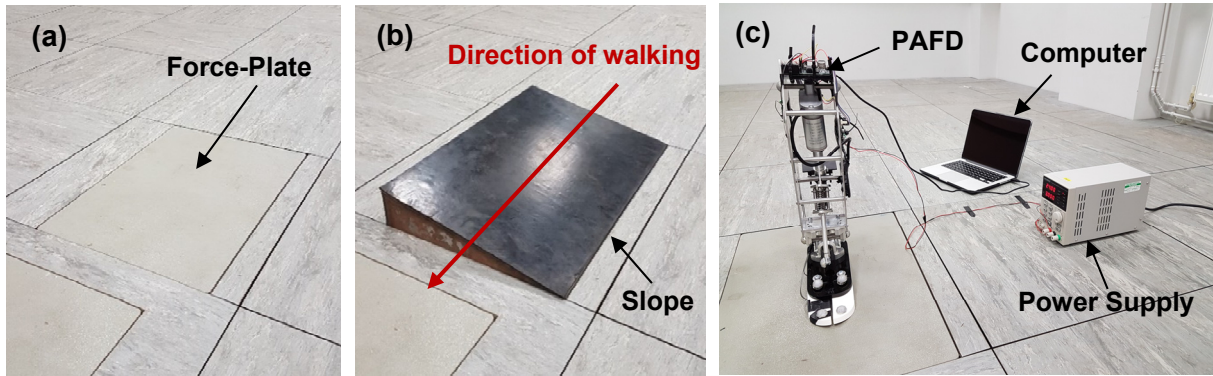 (a)
Force-Plate
(b)
Direction of walking
Slope
(c)
PAFD
Computer
Power Supply